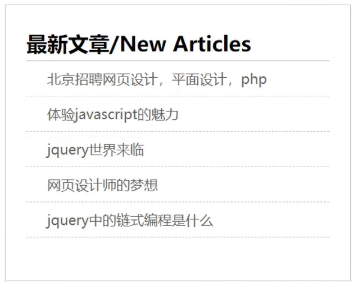 最新文章/New Articles
北京招聘网页设计，平面设计，php
体验javascript的魅力
jquery世界来临
网页设计师的梦想
jquery中的链式编程是什么